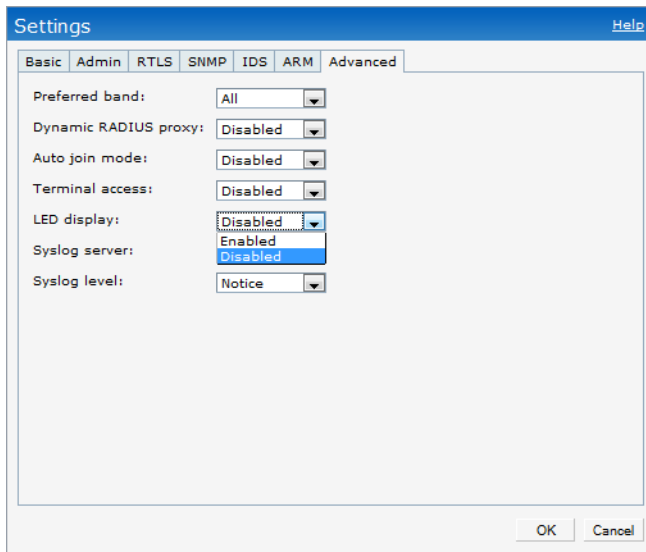 Settings Help
Basic Admin RTLS SNMP IDS ARM Advanced
Preferred band: All
Dynamic RADIUS proxy: Disabled
Auto join mode: Disabled
Terminal access: Disabled
LED display: Disabled
Enabled
Syslog server: Disabled
Syslog level: Notice
OK Cancel